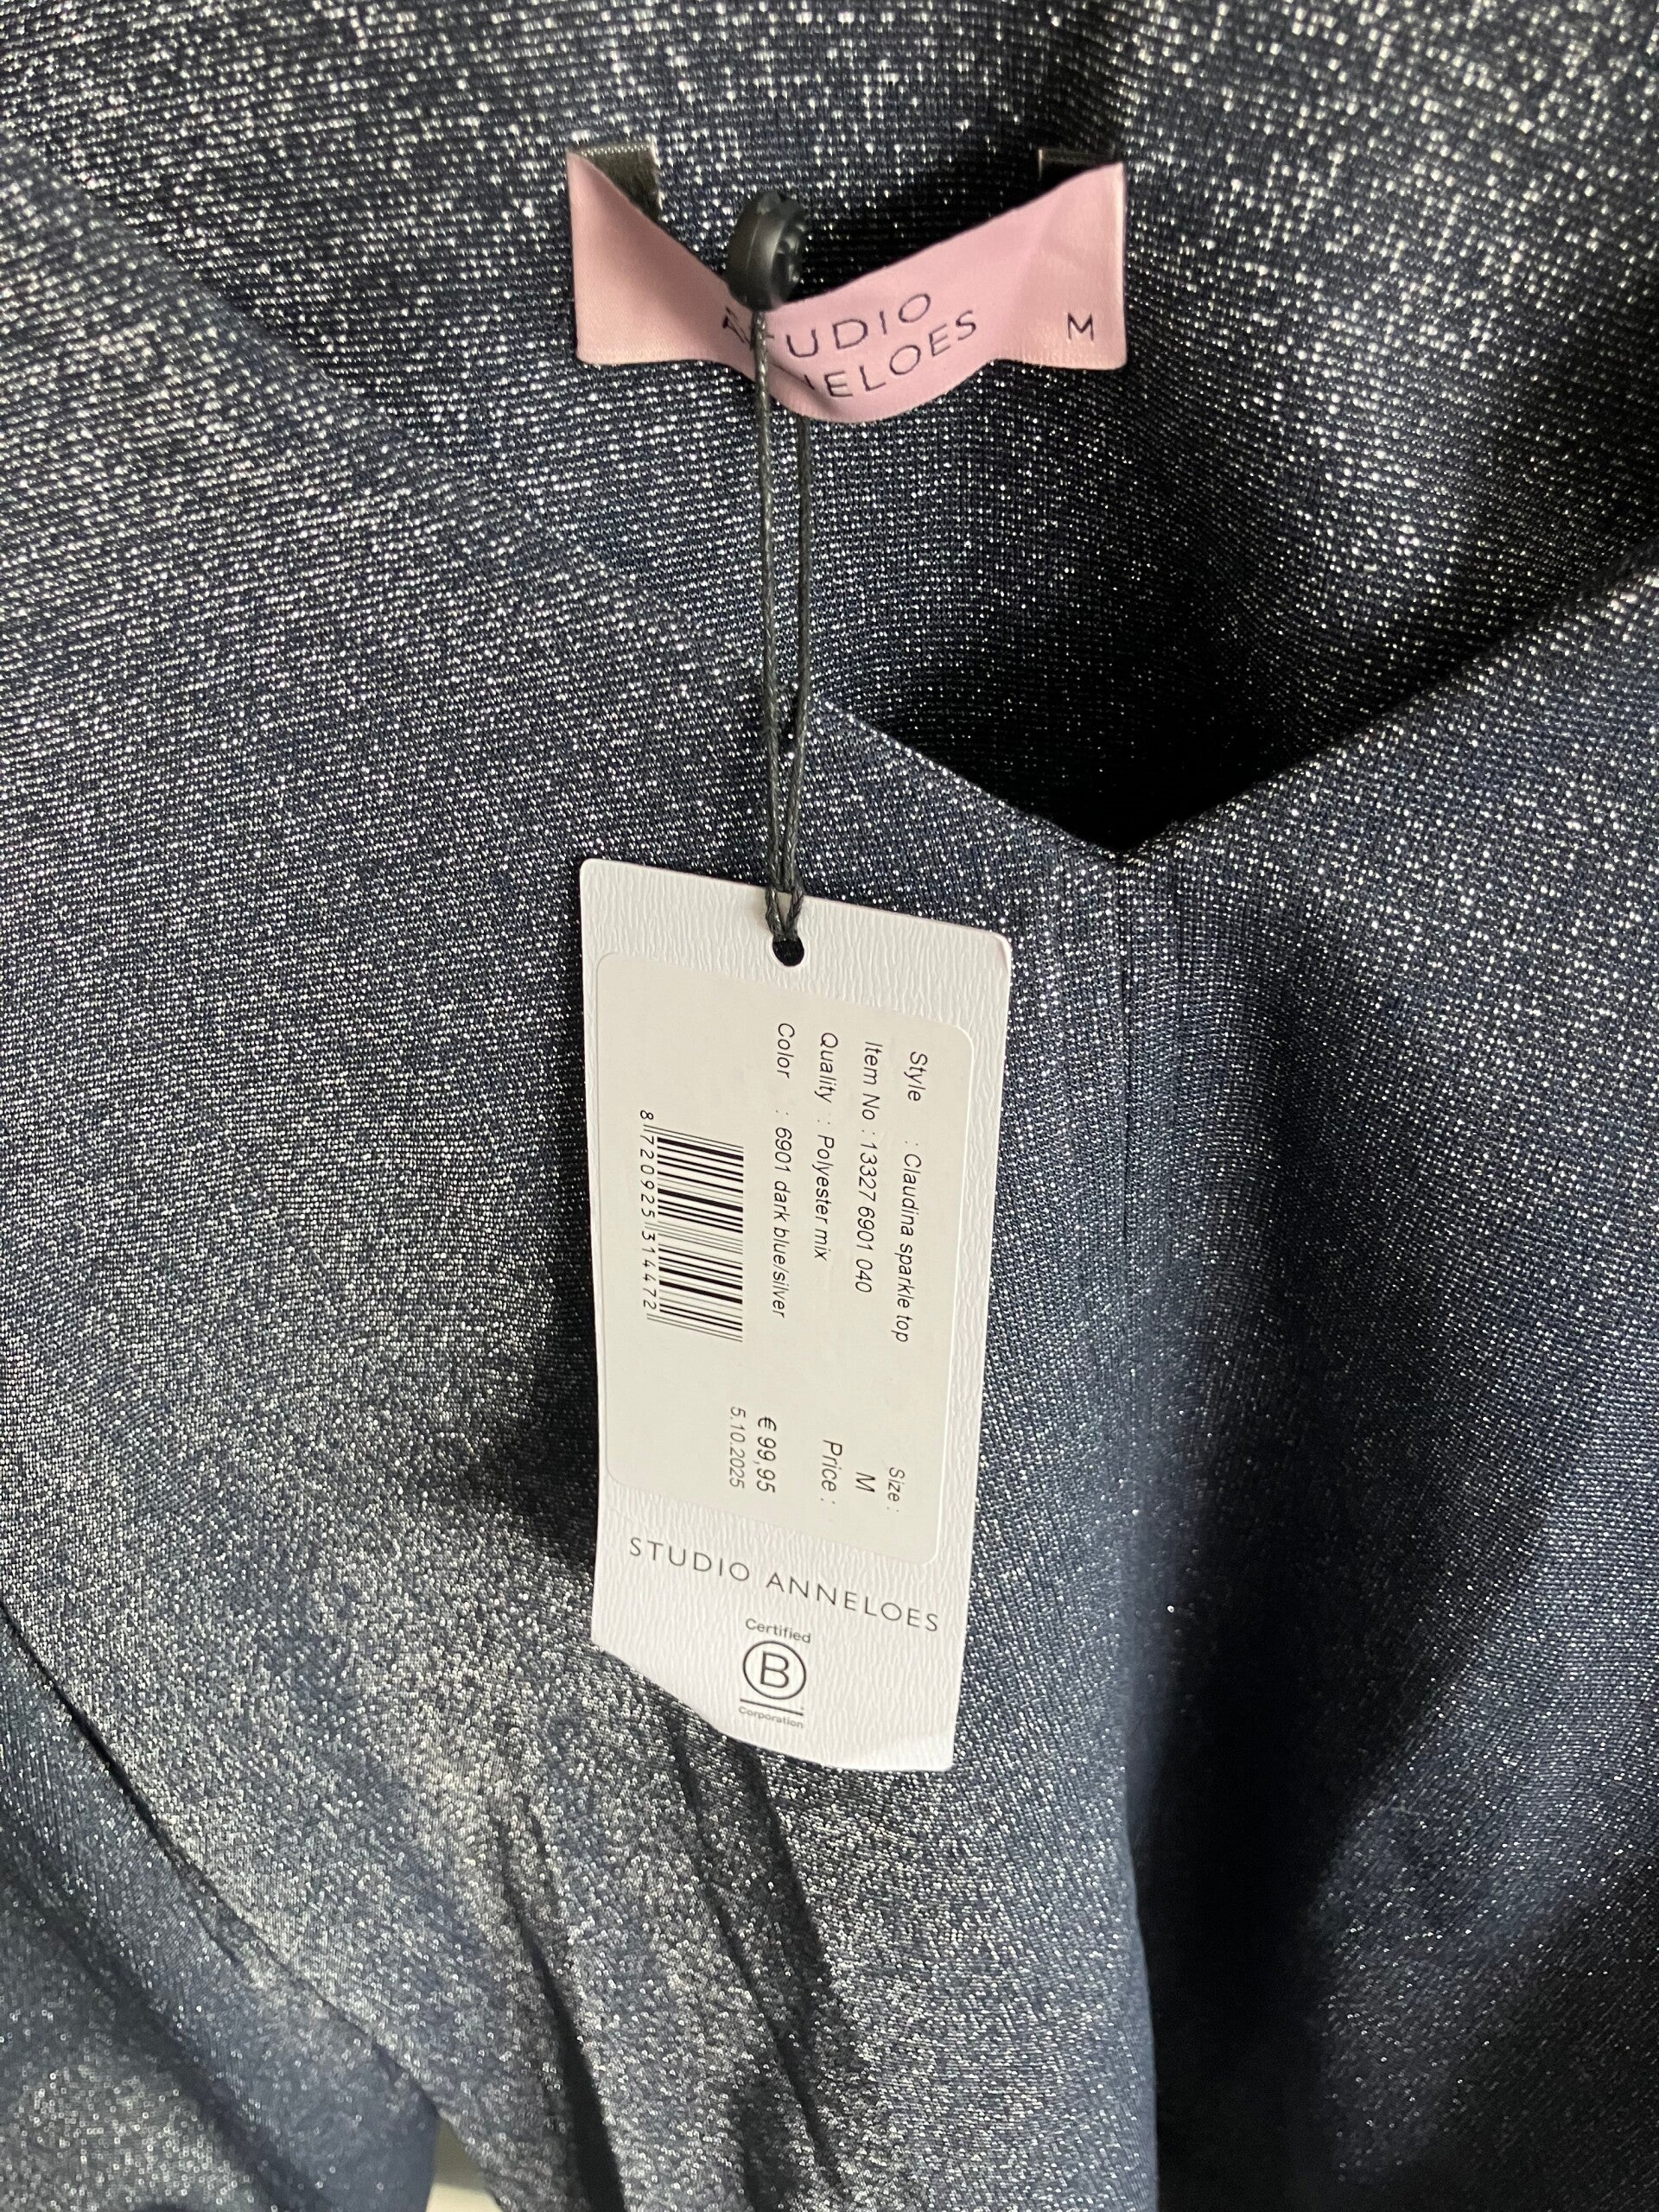 STUDIO
M
Style : Claudina sparkle top
Item No : 13327 6901 040
Quality : Polyester mix
Color : 6901 dark blue/silver
8 720925 314472
Size :
M
Price :
€ 99,95
5.10.2025
STUDIO ANNELOES
Certified
B
Corporation